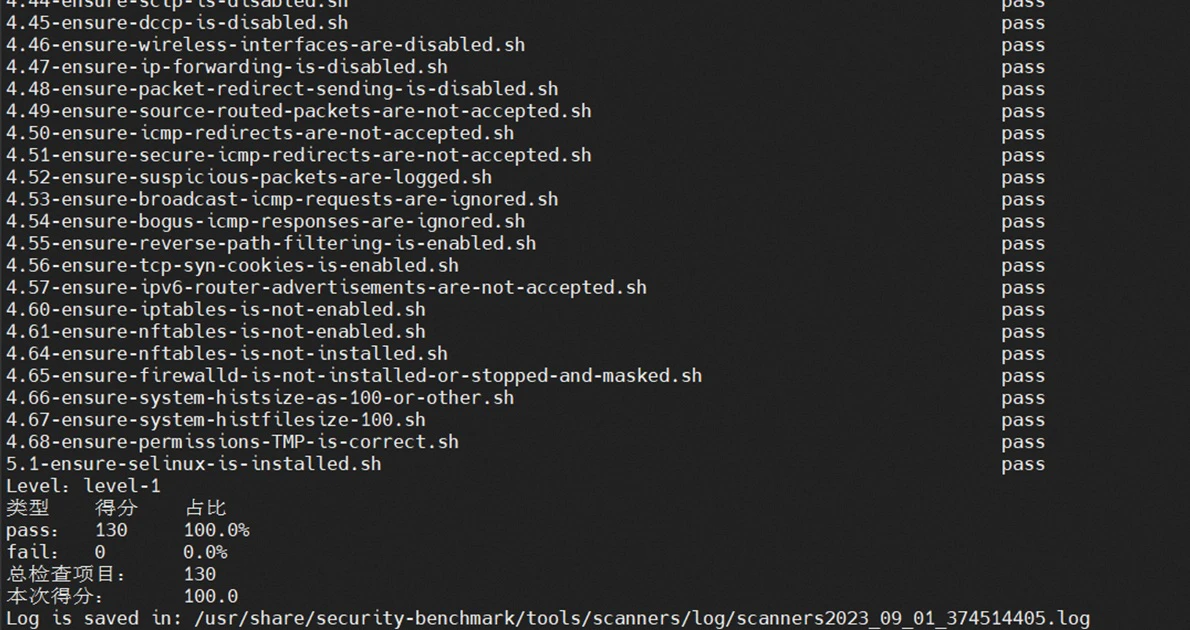 4.44-ensure-sctp-is-disabled.sh pass
4.45-ensure-dccp-is-disabled.sh pass
4.46-ensure-wireless-interfaces-are-disabled.sh pass
4.47-ensure-ip-forwarding-is-disabled.sh pass
4.48-ensure-packet-redirect-sending-is-disabled.sh pass
4.49-ensure-source-routed-packets-are-not-accepted.sh pass
4.50-ensure-icmp-redirects-are-not-accepted.sh pass
4.51-ensure-secure-icmp-redirects-are-not-accepted.sh pass
4.52-ensure-suspicious-packets-are-logged.sh pass
4.53-ensure-broadcast-icmp-requests-are-ignored.sh pass
4.54-ensure-bogus-icmp-responses-are-ignored.sh pass
4.55-ensure-reverse-path-filtering-is-enabled.sh pass
4.56-ensure-tcp-syn-cookies-is-enabled.sh pass
4.57-ensure-ipv6-router-advertisements-are-not-accepted.sh pass
4.60-ensure-iptables-is-not-enabled.sh pass
4.61-ensure-nftables-is-not-enabled.sh pass
4.64-ensure-nftables-is-not-installed.sh pass
4.65-ensure-firewalld-is-not-installed-or-stopped-and-masked.sh pass
4.66-ensure-system-histsize-as-100-or-other.sh pass
4.67-ensure-system-histfilesize-100.sh pass
4.68-ensure-permissions-TMP-is-correct.sh pass
5.1-ensure-selinux-is-installed.sh pass
Level: level-1
类型 得分 占比
pass: 130 100.0%
fail: 0 0.0%
总检查项目: 130
本次得分: 100.0
Log is saved in: /usr/share/security-benchmark/tools/scanners/log/scanners2023_09_01_374514405.log